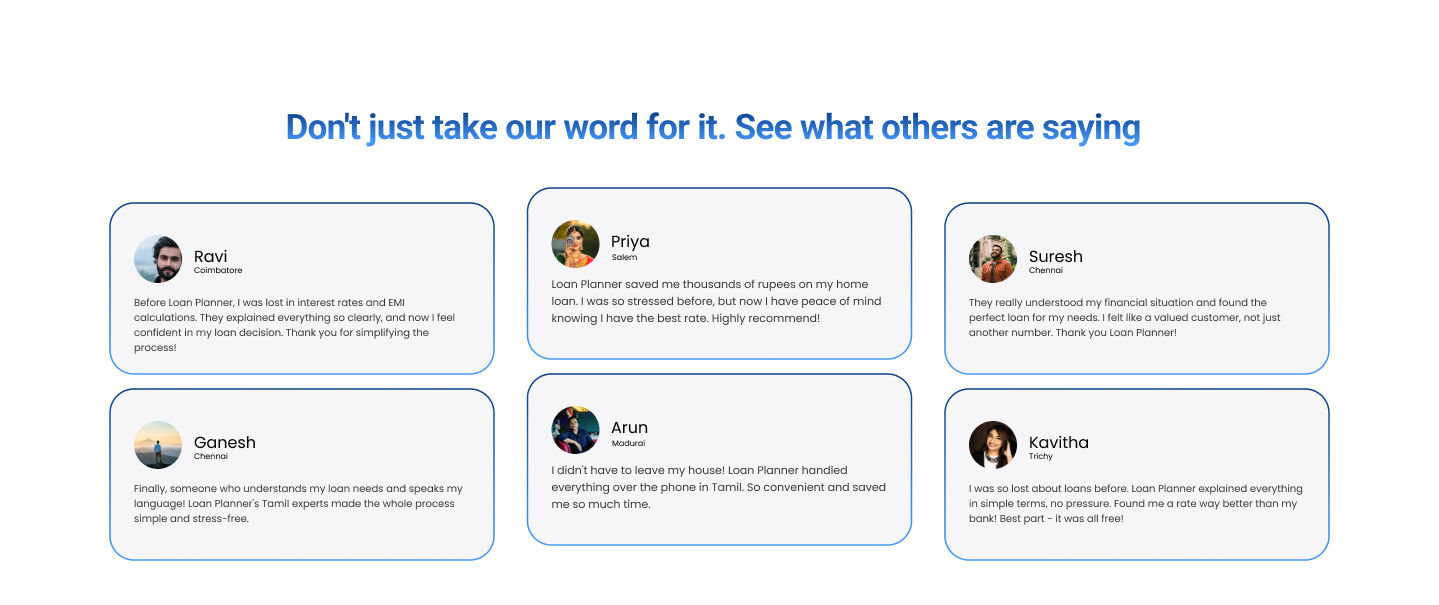 Don't just take our word for it. See what others are saying
Ravi
Coimbatore
Before Loan Planner, I was lost in interest rates and EMI
calculations. They explained everything so clearly, and now I feel
confident in my loan decision. Thank you for simplifying the
process!
Priya
Salem
Loan Planner saved me thousands of rupees on my home
loan. I was so stressed before, but now I have peace of mind
knowing I have the best rate. Highly recommend!
Suresh
Chennai
They really understood my financial situation and found the
perfect loan for my needs. I felt like a valued customer, not just
another number. Thank you Loan Planner!
Ganesh
Chennai
Finally, someone who understands my loan needs and speaks my
language! Loan Planner's Tamil experts made the whole process
simple and stress-free.
Arun
Madurai
I didn't have to leave my house! Loan Planner handled
everything over the phone in Tamil. So convenient and saved
me so much time.
Kavitha
Trichy
I was so lost about loans before. Loan Planner explained everything
in simple terms, no pressure. Found me a rate way better than my
bank! Best part - it was all free!